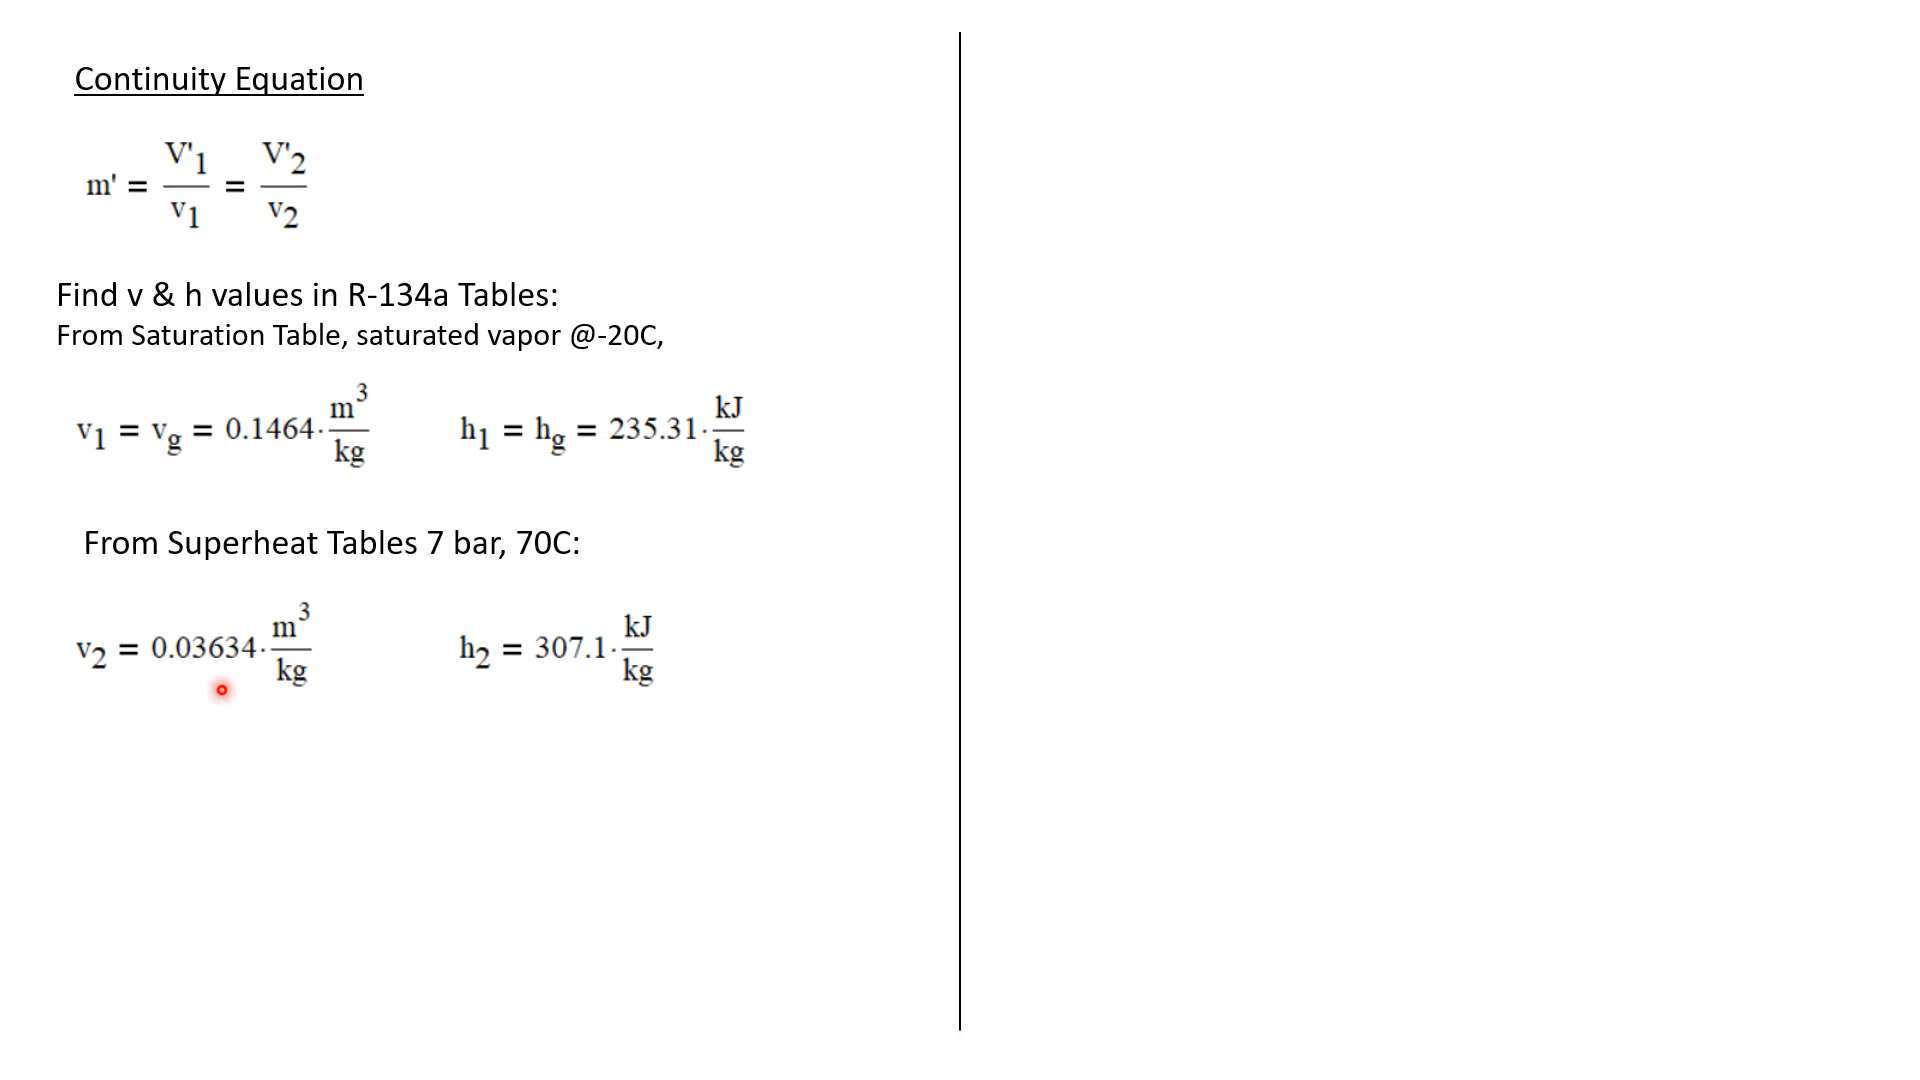 Continuity Equation
m' = V'1/v1 = V'2/v2
Find v & h values in R-134a Tables:
From Saturation Table, saturated vapor @-20C,
v1 = vg = 0.1464·m^3/kg h1 = hg = 235.31·kJ/kg
From Superheat Tables 7 bar, 70C:
v2 = 0.03634·m^3/kg h2 = 307.1·kJ/kg